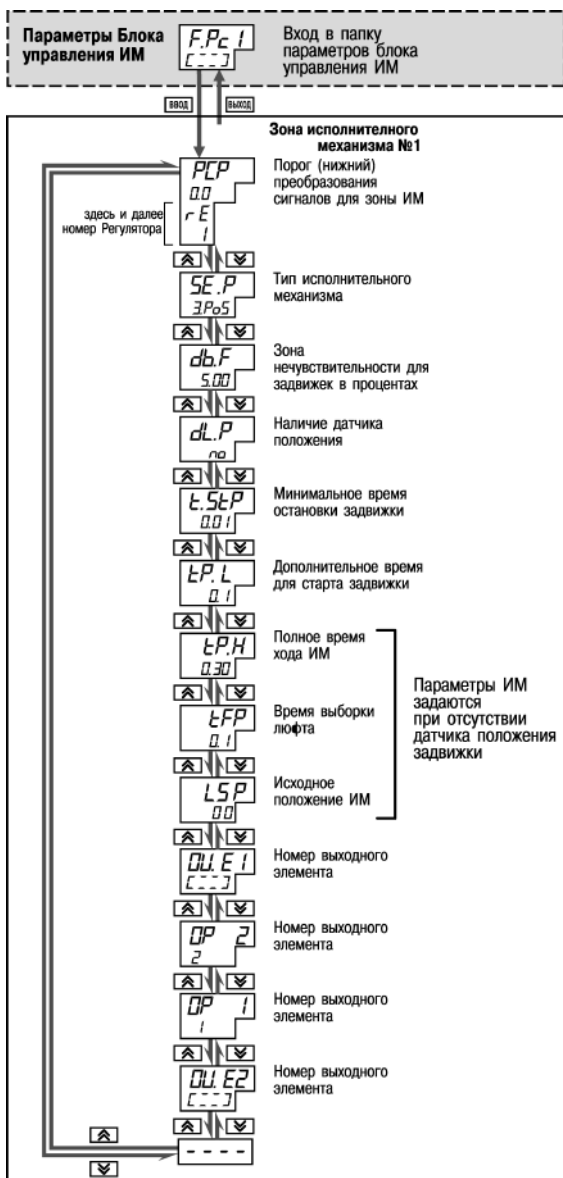 Параметры Блока
управления ИМ
F.Pc 1
[---]
Вход в папку
параметров блока
управления ИМ
ВВОД
ВЫХОД
Зона исполнителного
механизма №1
PCP
0.0
rE
1
здесь и далее
номер Регулятора
Порог (нижний)
преобразования
сигналов для зоны ИМ
SE.P
3.PoS
Тип исполнительного
механизма
db.F
5.00
Зона
нечувствительности для
задвижек в процентах
dL.P
no
Наличие датчика
положения
t.StP
0.01
Минимальное время
остановки задвижки
tP.L
0.1
Дополнительное время
для старта задвижки
tP.H
0.30
Полное время
хода ИМ
tFP
0.1
Время выборки
люфта
LSP
00
Исходное
положение ИМ
Параметры ИМ
задаются
при отсутствии
датчика положения
задвижки
OU.E1
[---]
Номер выходного
элемента
OP 2
2
Номер выходного
элемента
OP 1
1
Номер выходного
элемента
OU.E2
[---]
Номер выходного
элемента
----